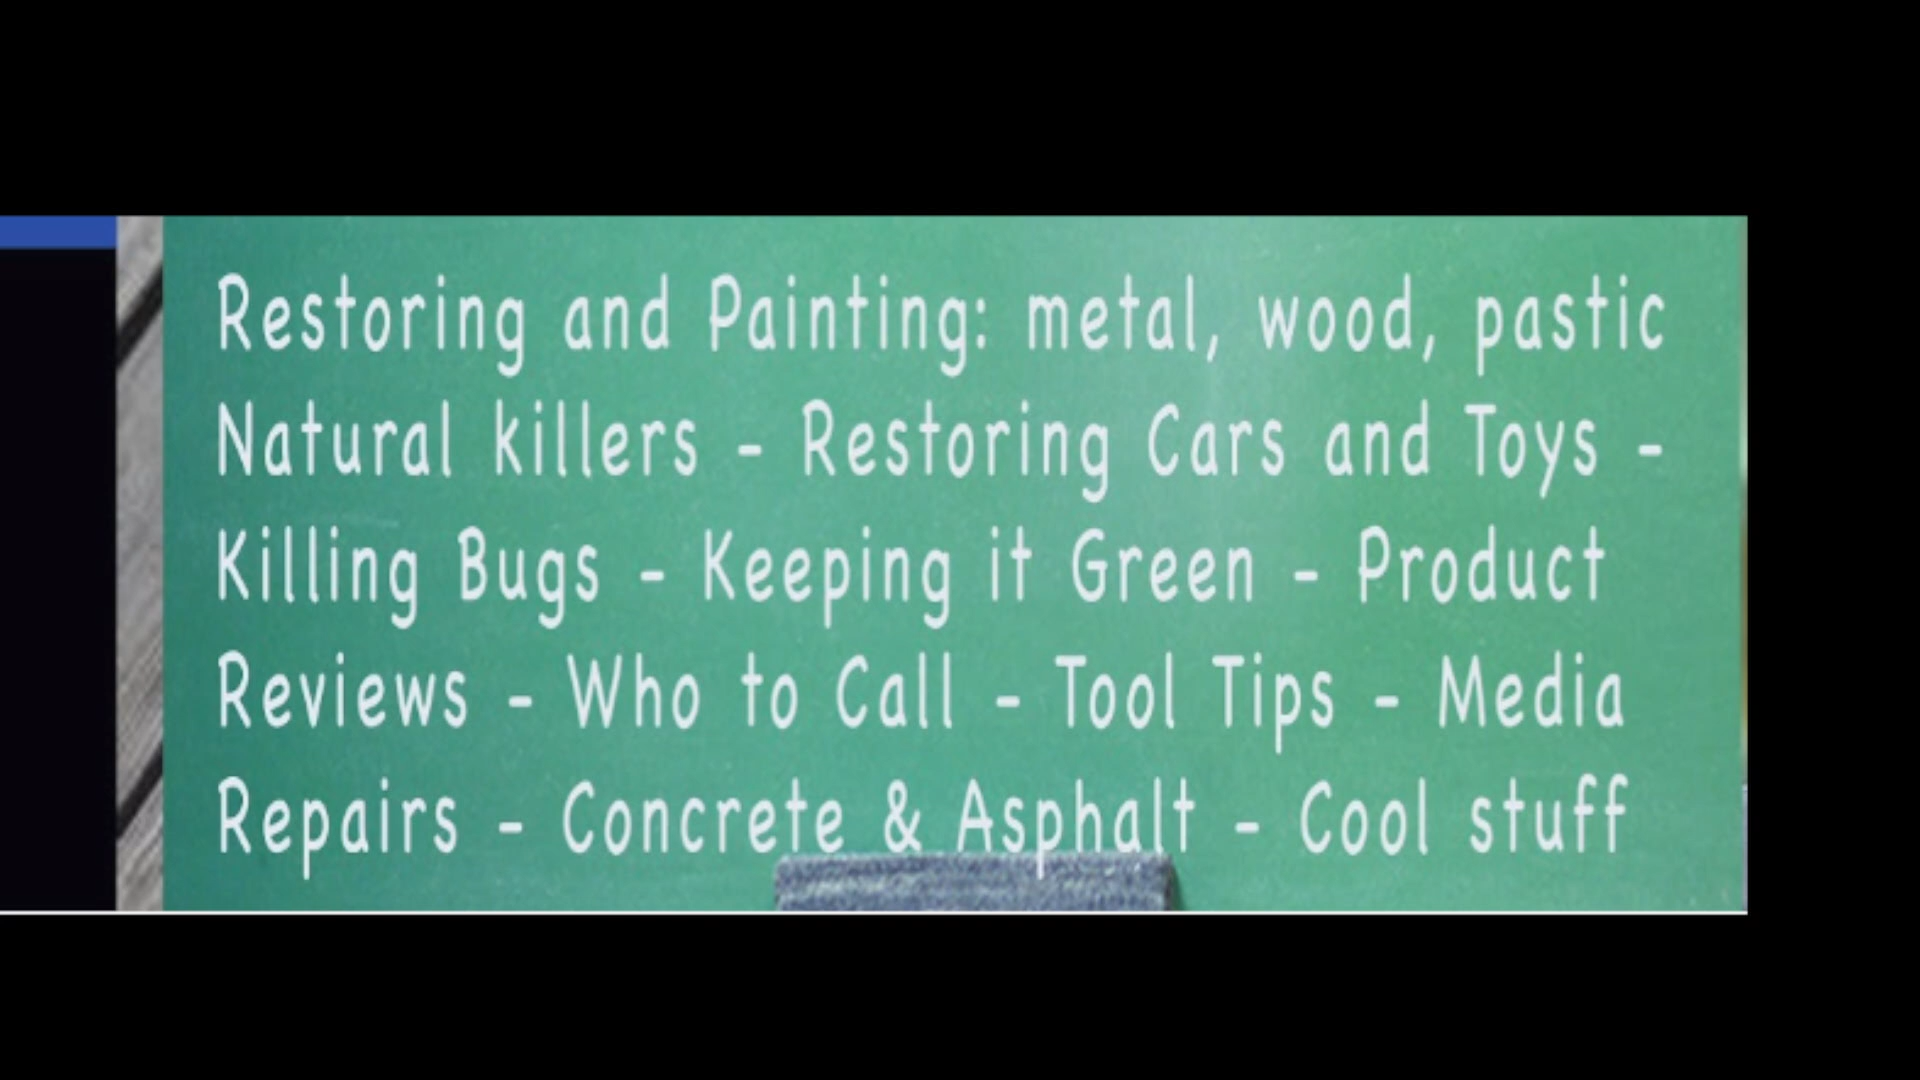 Restoring and Painting: metal, wood, pastic
Natural killers - Restoring Cars and Toys -
Killing Bugs - Keeping it Green - Product
Reviews - Who to Call - Tool Tips - Media
Repairs - Concrete & Asphalt - Cool stuff